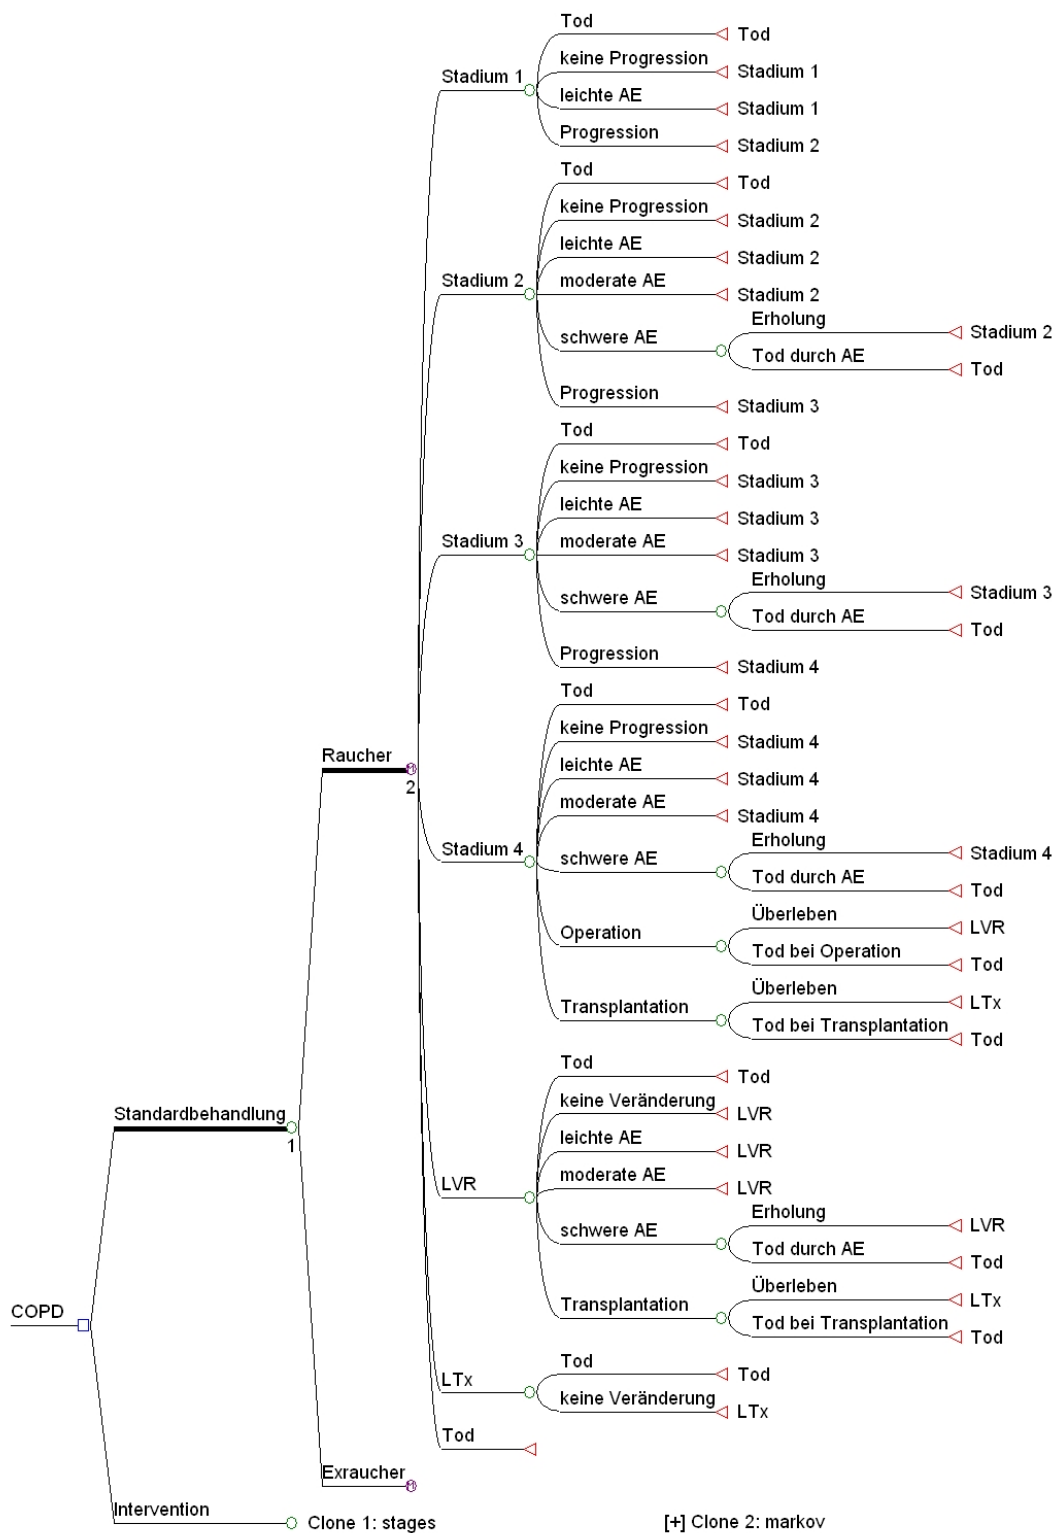 Tod
Tod
keine Progression
Stadium 1
Stadium 1
leichte AE
Stadium 1
Progression
Stadium 2
Tod
Tod
keine Progression
Stadium 2
leichte AE
Stadium 2
Stadium 2
moderate AE
Stadium 2
Erholung
Stadium 2
schwere AE
Tod durch AE
Tod
Progression
Stadium 3
Tod
Tod
keine Progression
Stadium 3
leichte AE
Stadium 3
Stadium 3
moderate AE
Stadium 3
Erholung
Stadium 3
schwere AE
Tod durch AE
Tod
Progression
Stadium 4
Tod
Tod
keine Progression
Stadium 4
Raucher
2
leichte AE
Stadium 4
moderate AE
Stadium 4
Stadium 4
Erholung
Stadium 4
schwere AE
Tod durch AE
Tod
Überleben
LVR
Operation
Tod bei Operation
Tod
Überleben
LTx
Transplantation
Tod bei Transplantation
Tod
Tod
Tod
keine Veränderung
LVR
Standardbehandlung
1
leichte AE
LVR
LVR
moderate AE
LVR
Erholung
LVR
schwere AE
Tod durch AE
Tod
Überleben
LTx
COPD
Transplantation
Tod bei Transplantation
Tod
Tod
Tod
LTx
keine Veränderung
LTx
Tod
Exraucher
Intervention
Clone 1: stages
[+] Clone 2: markov